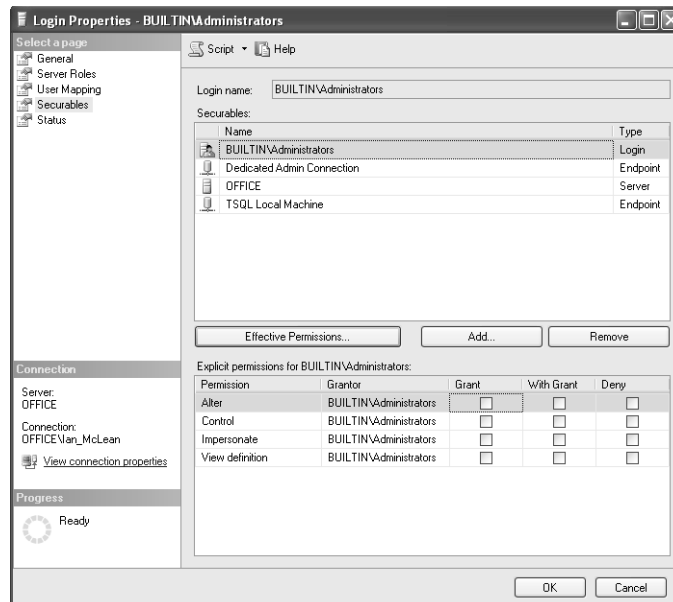 Login Properties - BUILTIN\Administrators
Select a page
General
Server Roles
User Mapping
Securables
Status
Script Help
Login name: BUILTIN\Administrators
Securables:
Name Type
BUILTIN\Administrators Login
Dedicated Admin Connection Endpoint
OFFICE Server
TSQL Local Machine Endpoint
Effective Permissions... Add... Remove
Connection
Server:
OFFICE
Connection:
OFFICE\Ian_McLean
View connection properties
Progress
Ready
Explicit permissions for BUILTIN\Administrators:
Permission Grantor Grant With Grant Deny
Alter BUILTIN\Administrators
Control BUILTIN\Administrators
Impersonate BUILTIN\Administrators
View definition BUILTIN\Administrators
OK Cancel